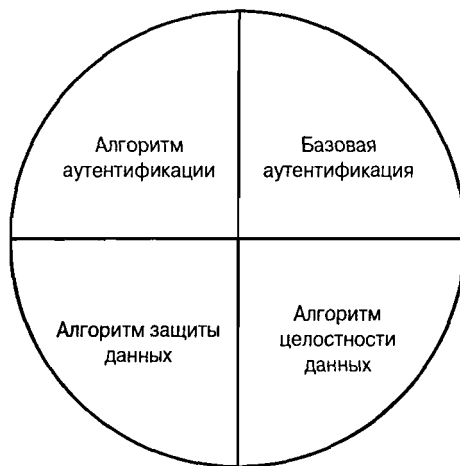 Алгоритм
аутентификации
Базовая
аутентификация
Алгоритм защиты
данных
Алгоритм
целостности
данных